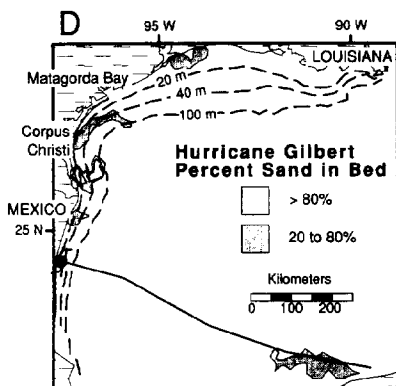 D
95 W
90 W
LOUISIANA
Matagorda Bay
20 m
40 m
100 m
Corpus
Christi
Hurricane Gilbert
Percent Sand in Bed
> 80%
20 to 80%
MEXICO
25 N
Kilometers
0 100 200